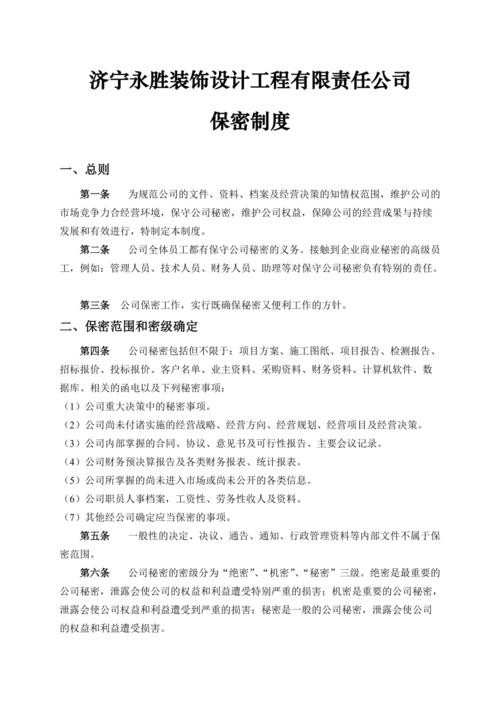 济宁永胜装饰设计工程有限责任公司
保密制度
一、总则
第一条 为规范公司的文件、资料、档案及经营决策的知情权范围，维护公司的
市场竞争力合经营环境，保守公司秘密，维护公司权益，保障公司的经营成果与持续
发展和有效进行，特制定本制度。
第二条 公司全体员工都有保守公司秘密的义务。接触到企业商业秘密的高级员
工，例如：管理人员、技术人员、财务人员、助理等对保守公司秘密负有特别的责任。
第三条 公司保密工作，实行既确保秘密又便利工作的方针。
二、保密范围和密级确定
第四条 公司秘密包括但不限于：项目方案、施工图纸、项目报告、检测报告、
招标报价、投标报价、客户名单、业主资料、采购资料、财务资料、计算机软件、数
据库、相关的函电以及下列秘密事项：
（1）公司重大决策中的秘密事项。
（2）公司尚未付诸实施的经营战略、经营方向、经营规划、经营项目及经营决策。
（3）公司内部掌握的合同、协议、意见书及可行性报告、主要会议记录。
（4）公司财务预决算报告及各类财务报表、统计报表。
（5）公司所掌握的尚未进入市场或尚未公开的各类信息。
（6）公司职员人事档案，工资性、劳务性收入及资料。
（7）其他经公司确定应当保密的事项。
第五条 一般性的决定、决议、通告、通知、行政管理资料等内部文件不属于保
密范围。
第六条 公司秘密的密级分为“绝密”、“机密”、“秘密”三级。绝密是最重要的
公司秘密，泄露会使公司的权益和利益遭受特别严重的损害；机密是重要的公司秘密，
泄露会使公司权益和利益遭受到严重的损害；秘密是一般的公司秘密，泄露会使公司
的权益和利益遭受损害。